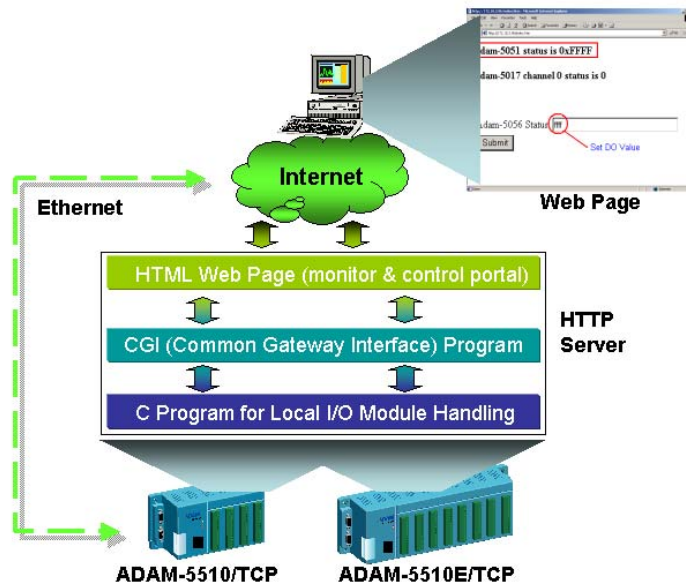 Adam-5051 status is 0xFFFF
dam-5017 channel 0 status is 0
dam-5056 Status ffff
Submit
Set DO Value
Web Page
Internet
Ethernet
HTML Web Page (monitor & control portal)
CGI (Common Gateway Interface) Program
C Program for Local I/O Module Handling
HTTP
Server
ADAM-5510/TCP
ADAM-5510E/TCP